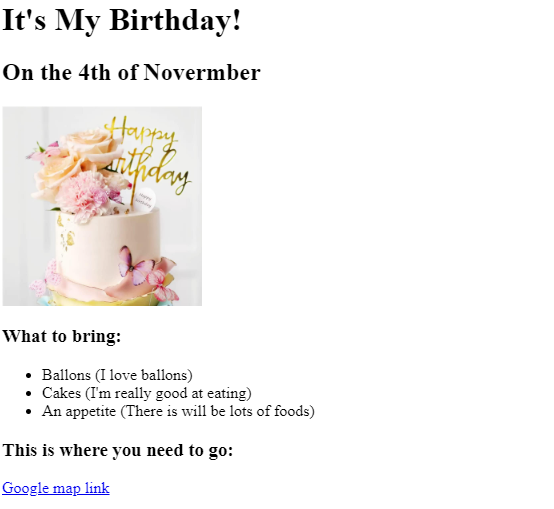 It's My Birthday!
On the 4th of Novermber
Happy
Birthday
What to bring:
Ballons (I love ballons)
Cakes (I'm really good at eating)
An appetite (There is will be lots of foods)
This is where you need to go:
Google map link